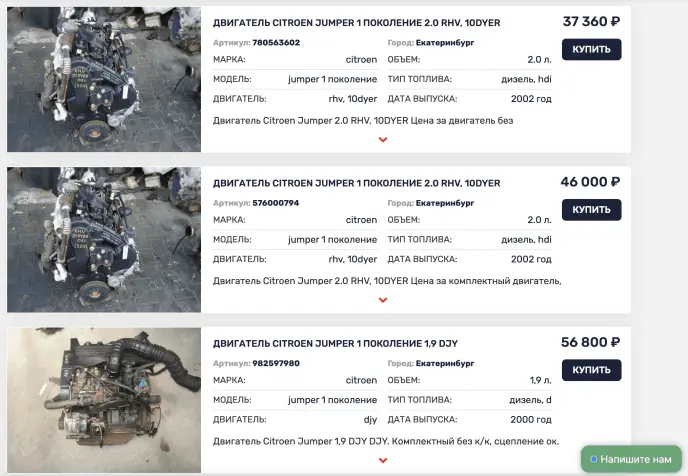 ДВИГАТЕЛЬ CITROEN JUMPER 1 ПОКОЛЕНИЕ 2.0 RHV, 10DYER
37 360 ₽
Артикул: 780563602 Город: Екатеринбург
КУПИТЬ
МАРКА: citroen ОБЪЕМ: 2.0 л.
МОДЕЛЬ: jumper 1 поколение ТИП ТОПЛИВА: дизель, hdi
ДВИГАТЕЛЬ: rhv, 10dyer ДАТА ВЫПУСКА: 2002 год
Двигатель Citroen Jumper 2.0 RHV, 10DYER Цена за двигатель без
ДВИГАТЕЛЬ CITROEN JUMPER 1 ПОКОЛЕНИЕ 2.0 RHV, 10DYER
46 000 ₽
Артикул: 576000794 Город: Екатеринбург
КУПИТЬ
МАРКА: citroen ОБЪЕМ: 2.0 л.
МОДЕЛЬ: jumper 1 поколение ТИП ТОПЛИВА: дизель, hdi
ДВИГАТЕЛЬ: rhv, 10dyer ДАТА ВЫПУСКА: 2002 год
Двигатель Citroen Jumper 2.0 RHV, 10DYER Цена за комплектный двигатель,
ДВИГАТЕЛЬ CITROEN JUMPER 1 ПОКОЛЕНИЕ 1,9 DJY
56 800 ₽
Артикул: 982597980 Город: Екатеринбург
КУПИТЬ
МАРКА: citroen ОБЪЕМ: 1,9 л.
МОДЕЛЬ: jumper 1 поколение ТИП ТОПЛИВА: дизель, d
ДВИГАТЕЛЬ: djy ДАТА ВЫПУСКА: 2000 год
Двигатель Citroen Jumper 1,9 DJY DJY. Комплектный без к/к, сцепление ок.
Напишите нам